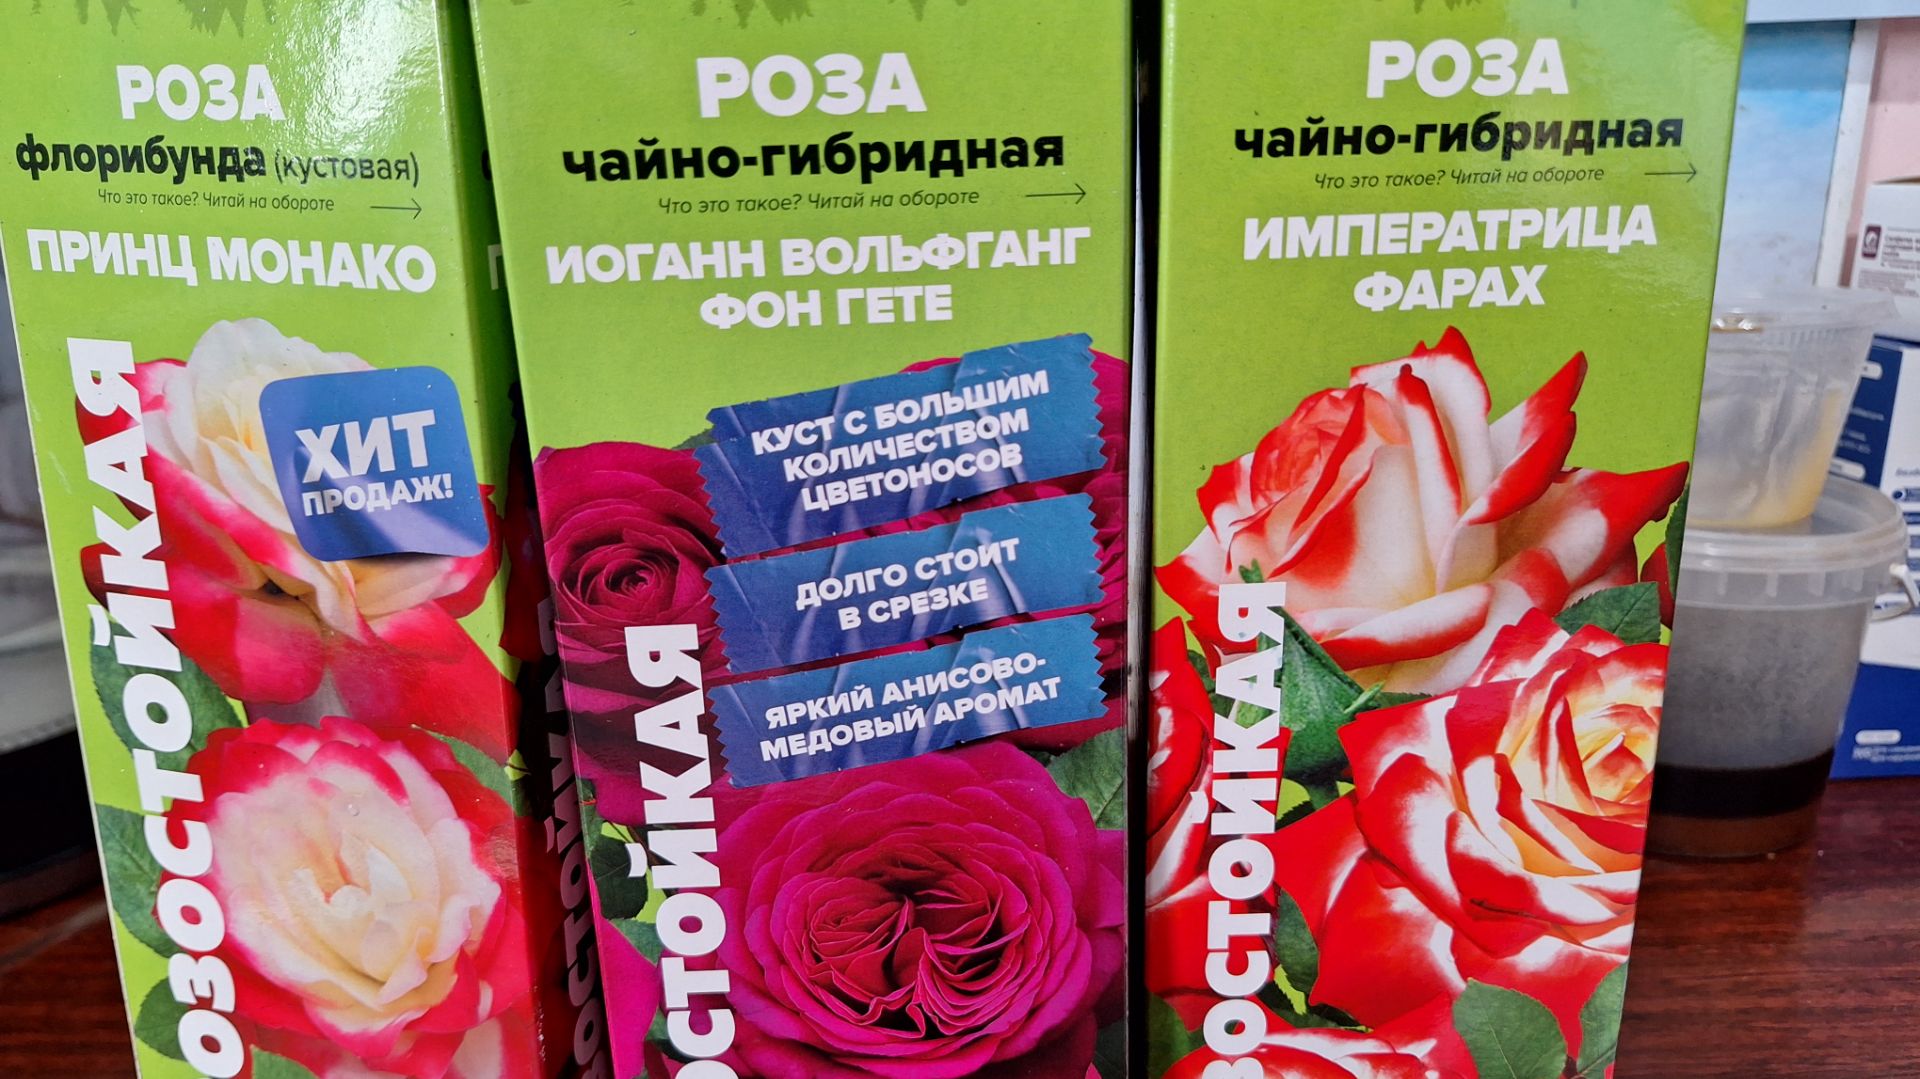 РОЗА
флорибунда (кустовая)
Что это такое? Читай на обороте
ПРИНЦ МОНАКО
ХИТ
ПРОДАЖ!
ОЗОСТОЙКАЯ
РОЗА
чайно-гибридная
Что это такое? Читай на обороте
ИОГАНН ВОЛЬФГАНГ
ФОН ГЕТЕ
КУСТ С БОЛЬШИМ
КОЛИЧЕСТВОМ
ЦВЕТОНОСОВ
ДОЛГО СТОИТ
В СРЕЗКЕ
ЯРКИЙ АНИСОВО-
МЕДОВЫЙ АРОМАТ
ОСТОЙКАЯ
РОЗА
чайно-гибридная
Что это такое? Читай на обороте
ИМПЕРАТРИЦА
ФАРАХ
ЗОСТОЙКАЯ